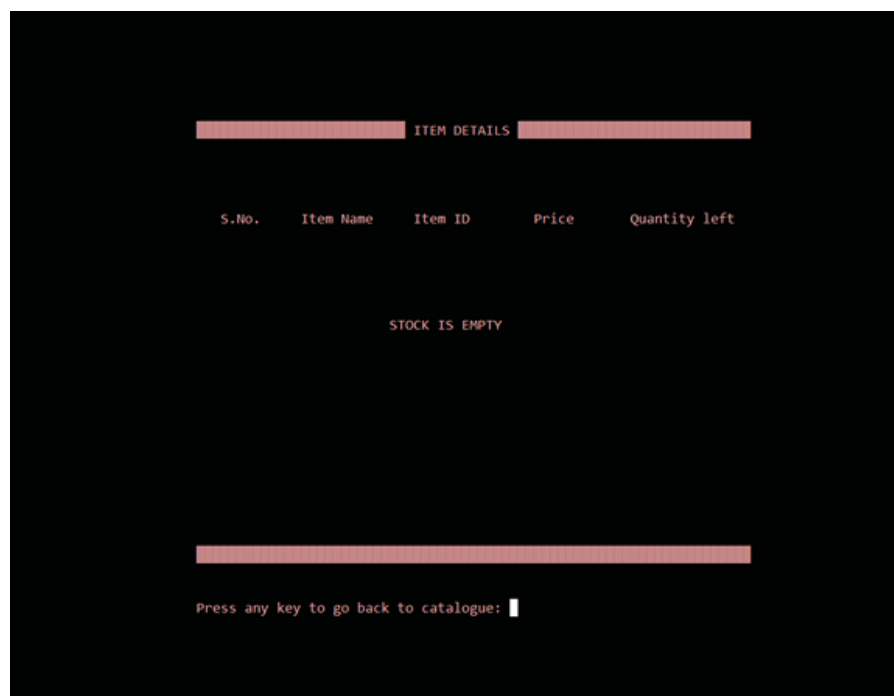 ITEM DETAILS
S.No. Item Name Item ID Price Quantity left
STOCK IS EMPTY
Press any key to go back to catalogue: